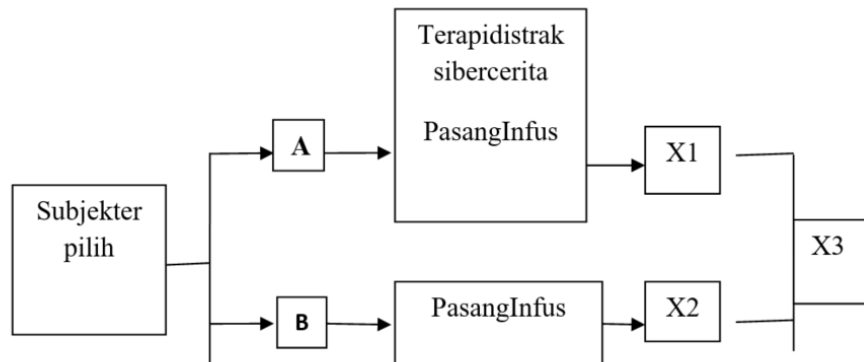 Subjekter
pilih
A
Terapidistrak
sibercerita
PasangInfus
X1
B
PasangInfus
X2
X3